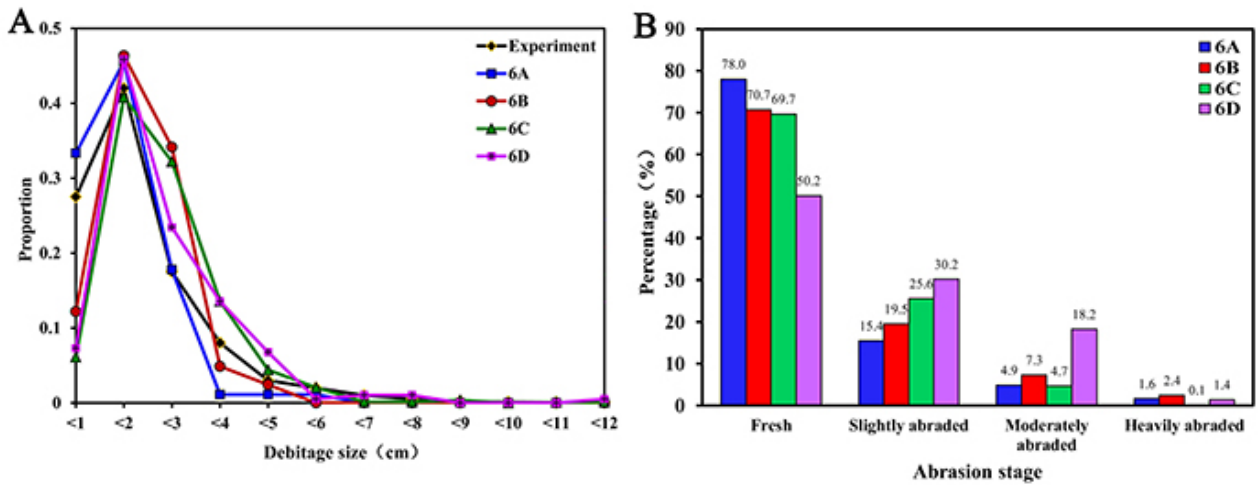 A
0.5
0.4
0.3
0.2
0.1
0
Proportion
<1 <2 <3 <4 <5 <6 <7 <8 <9 <10 <11 <12
Debitage size（cm）
Experiment
6A
6B
6C
6D
B
90
80
70
60
50
40
30
20
10
0
Percentage（%）
78.0
70.7
69.7
50.2
15.4
19.5
25.6
30.2
4.9
7.3
4.7
18.2
1.6
2.4
0.1
1.4
6A
6B
6C
6D
Fresh
Slightly abraded
Moderately
abraded
Heavily abraded
Abrasion stage